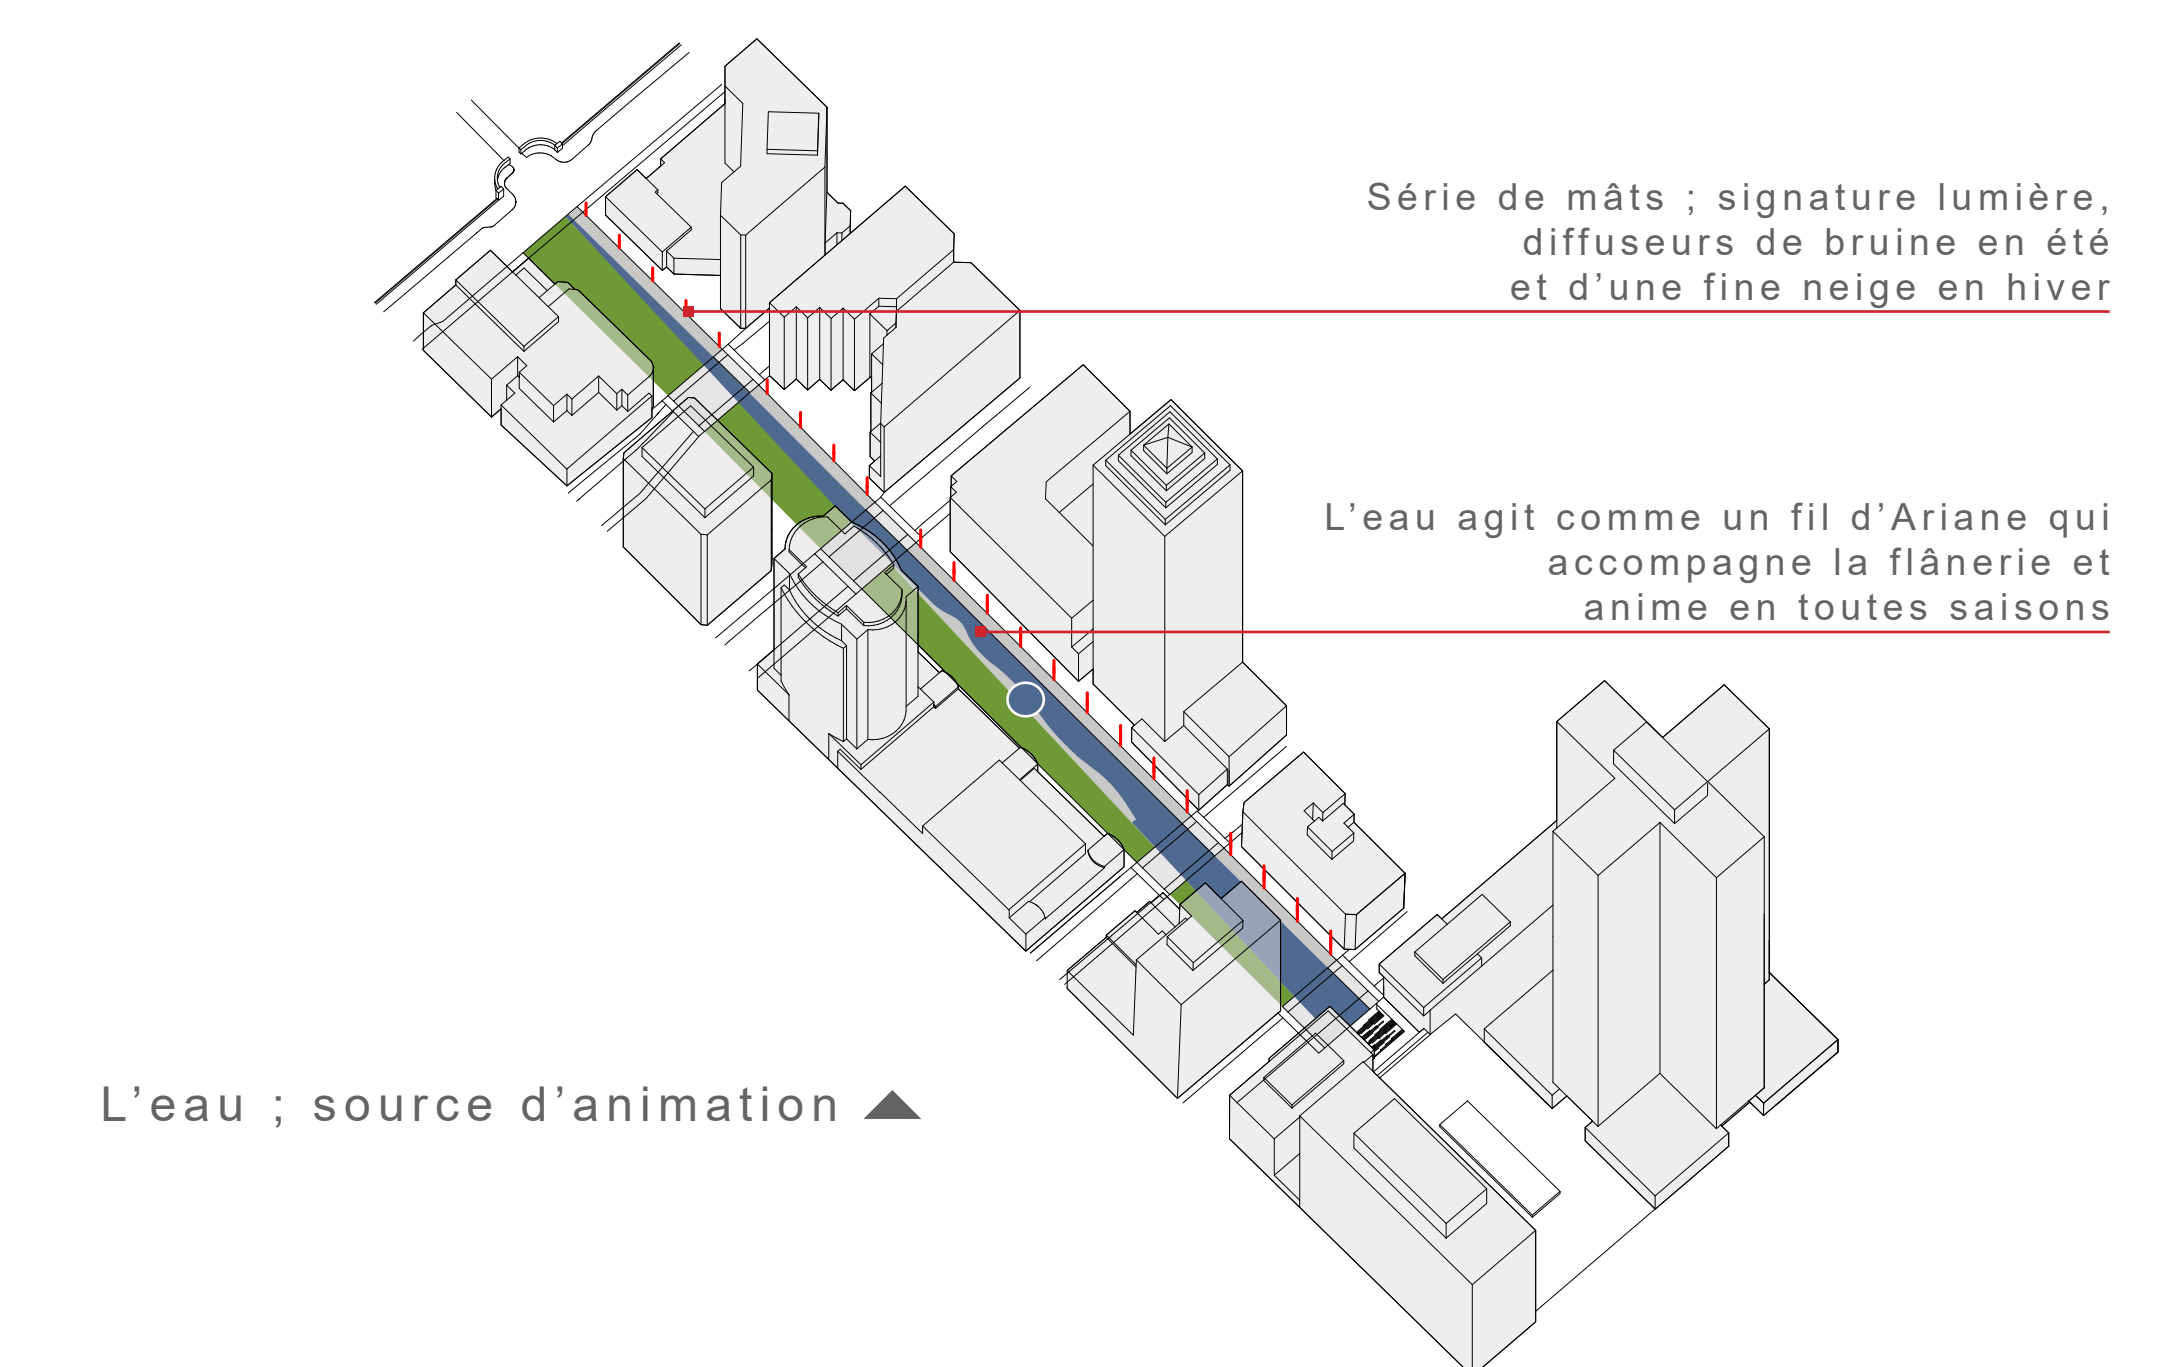 Série de mâts ; signature lumière,
diffuseurs de bruine en été
et d’une fine neige en hiver
L’eau agit comme un fil d’Ariane qui
accompagne la flânerie et
anime en toutes saisons
L’eau ; source d’animation